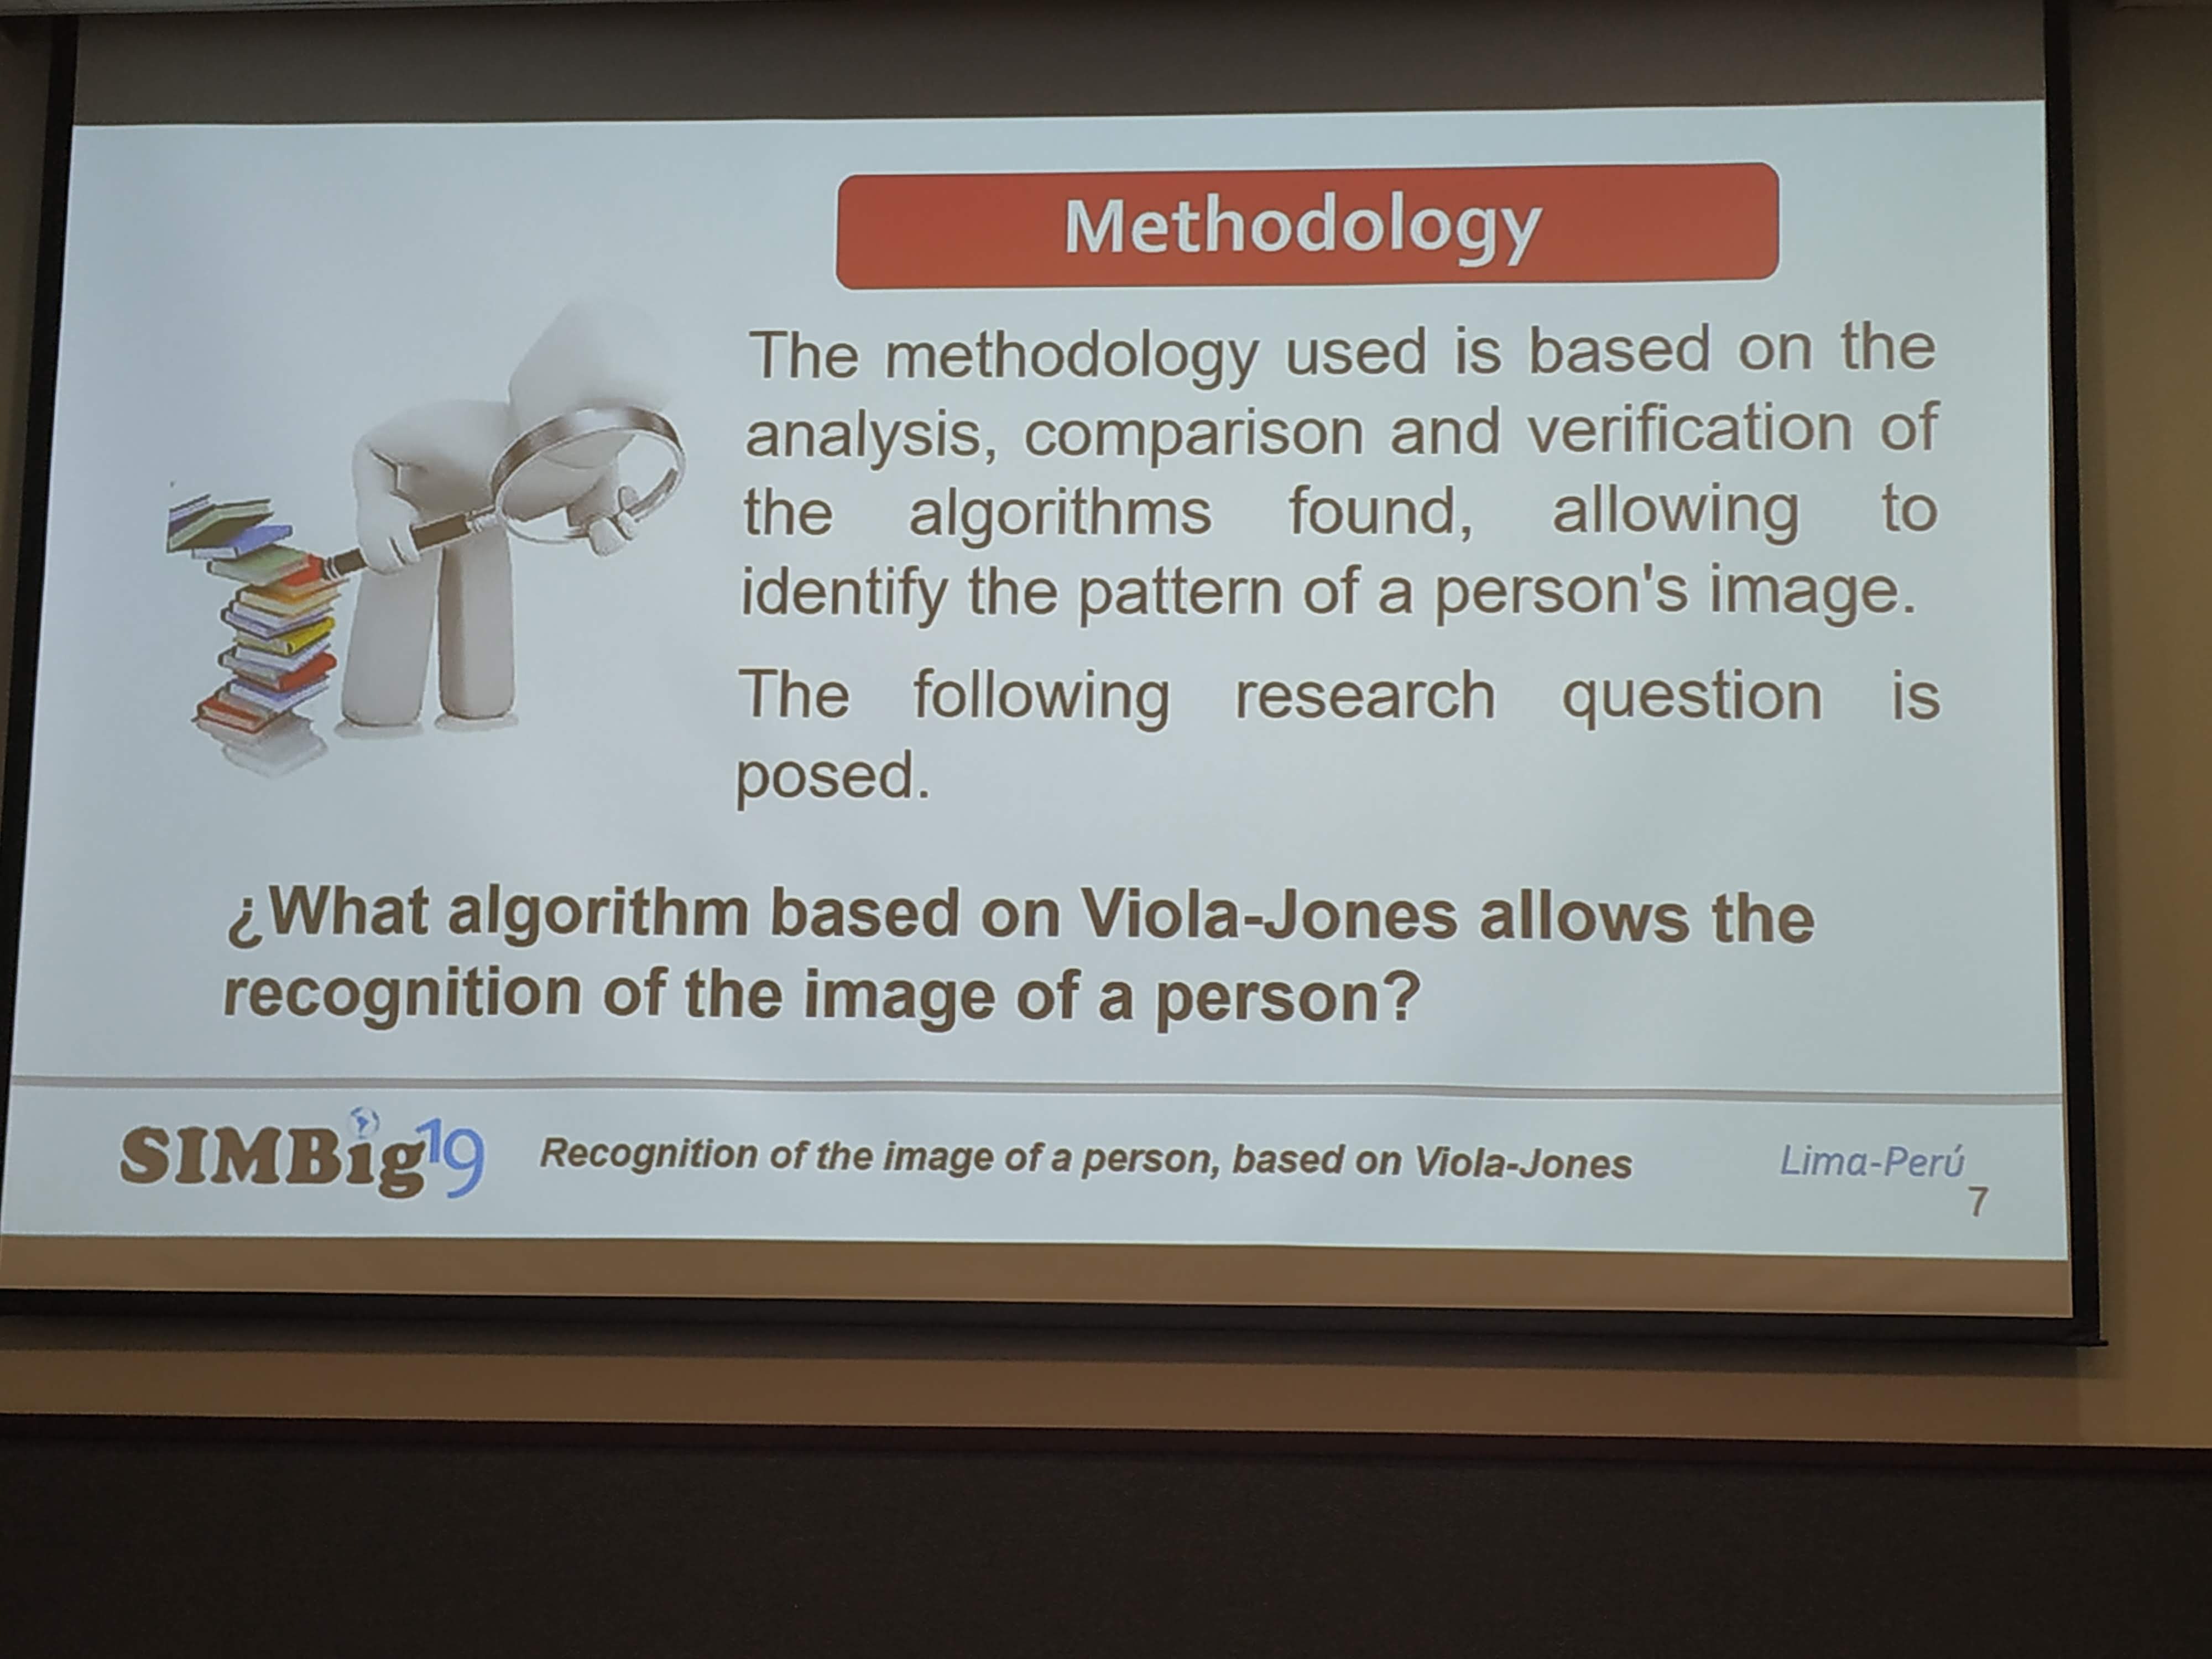 Methodology
The methodology used is based on the
analysis, comparison and verification of
the algorithms found, allowing to
identify the pattern of a person's image.
The following research question is
posed.
¿What algorithm based on Viola-Jones allows the
recognition of the image of a person?
SIMBig19
Recognition of the image of a person, based on Viola-Jones
Lima-Perú
7